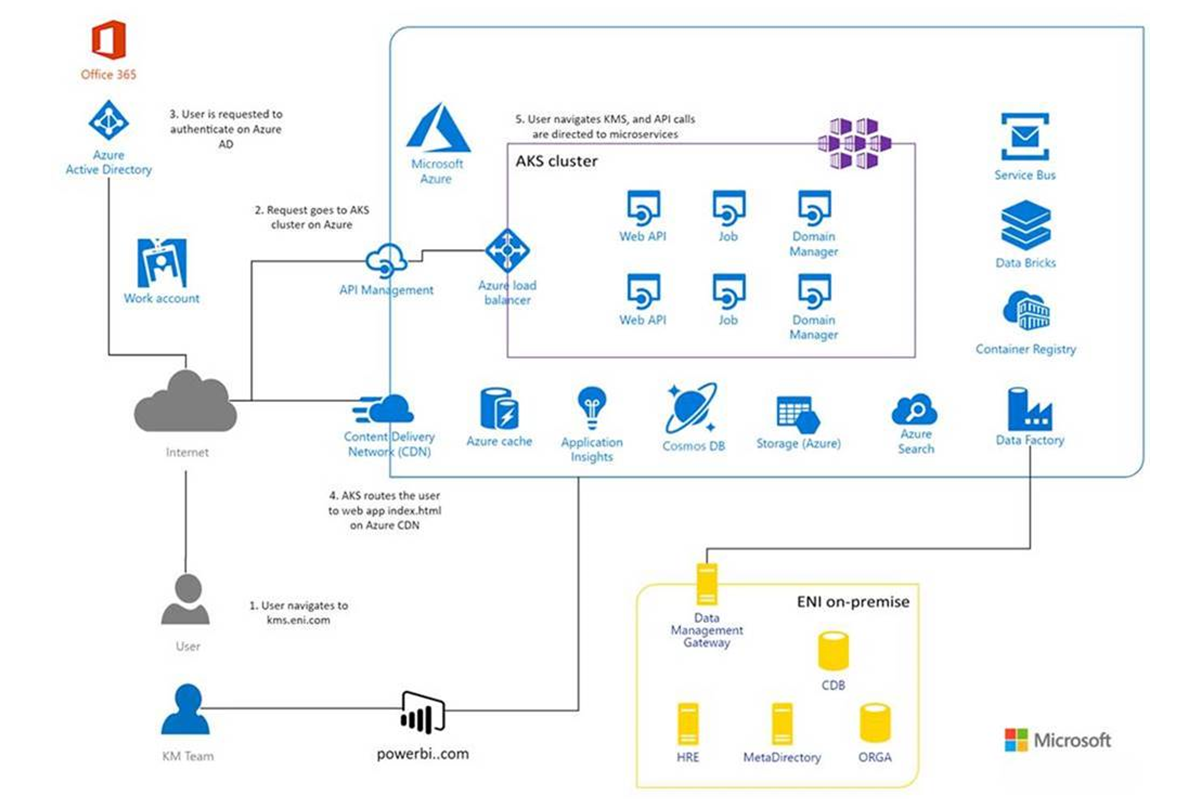 Office 365
Azure
Active Directory
3. User is requested to
authenticate on Azure
AD
Microsoft
Azure
5. User navigates KMS, and API calls
are directed to microservices
AKS cluster
Service Bus
2. Request goes to AKS
cluster on Azure
Work account
API Management
Azure load
balancer
Web API
Job
Domain
Manager
Web API
Job
Domain
Manager
Data Bricks
Container Registry
Internet
Content Delivery
Network (CDN)
Azure cache
Application
Insights
Cosmos DB
Storage (Azure)
Azure
Search
Data Factory
4. AKS routes the user
to web app index.html
on Azure CDN
1. User navigates to
kms.eni.com
User
KM Team
powerbi..com
ENI on-premise
Data
Management
Gateway
CDB
HRE
MetaDirectory
ORGA
Microsoft